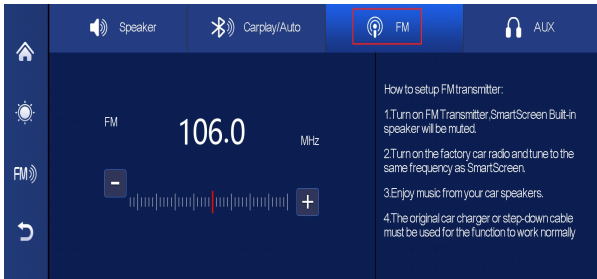 Speaker
Carplay/Auto
FM
AUX
FM
FM
106.0
MHz
-
+
How to setup FM transmitter:
1.Turn on FM Transmitter,SmartScreen Built-in
speaker will be muted.
2.Turn on the factory car radio and tune to the
same frequency as SmartScreen.
3.Enjoy music from your car speakers.
4.The original car charger or step-down cable
must be used for the function to work normally